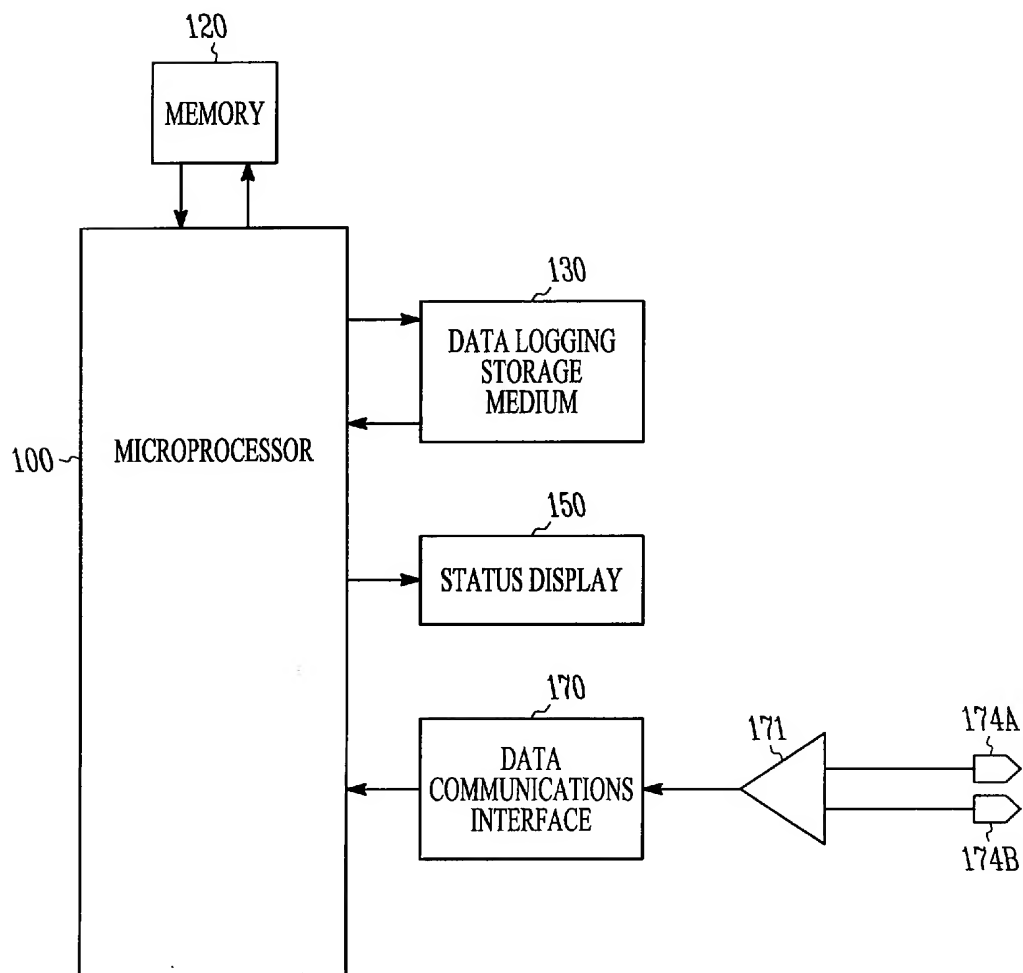 120
MEMORY
130
DATA LOGGING
STORAGE
MEDIUM
100
MICROPROCESSOR
150
STATUS DISPLAY
170
DATA
COMMUNICATIONS
INTERFACE
171
174A
174B